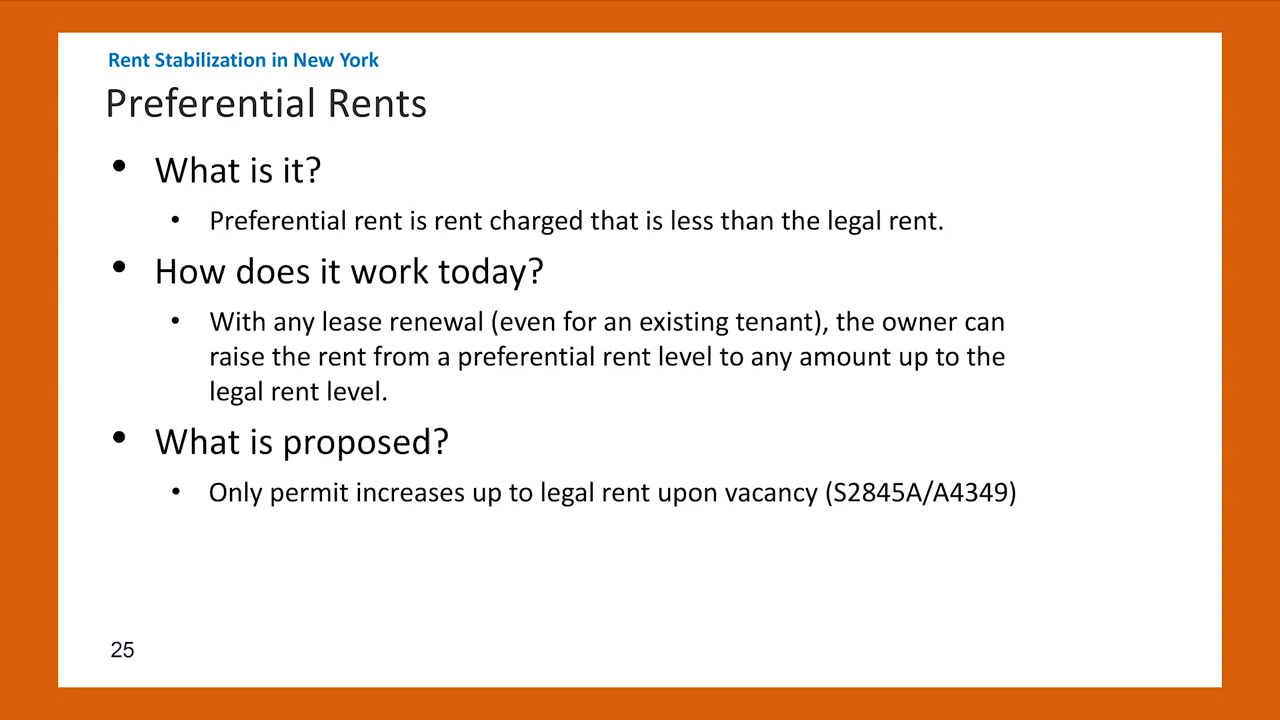 Rent Stabilization in New York
Preferential Rents
• What is it?
• Preferential rent is rent charged that is less than the legal rent.
• How does it work today?
• With any lease renewal (even for an existing tenant), the owner can
raise the rent from a preferential rent level to any amount up to the
legal rent level.
• What is proposed?
• Only permit increases up to legal rent upon vacancy (S2845A/A4349)
25